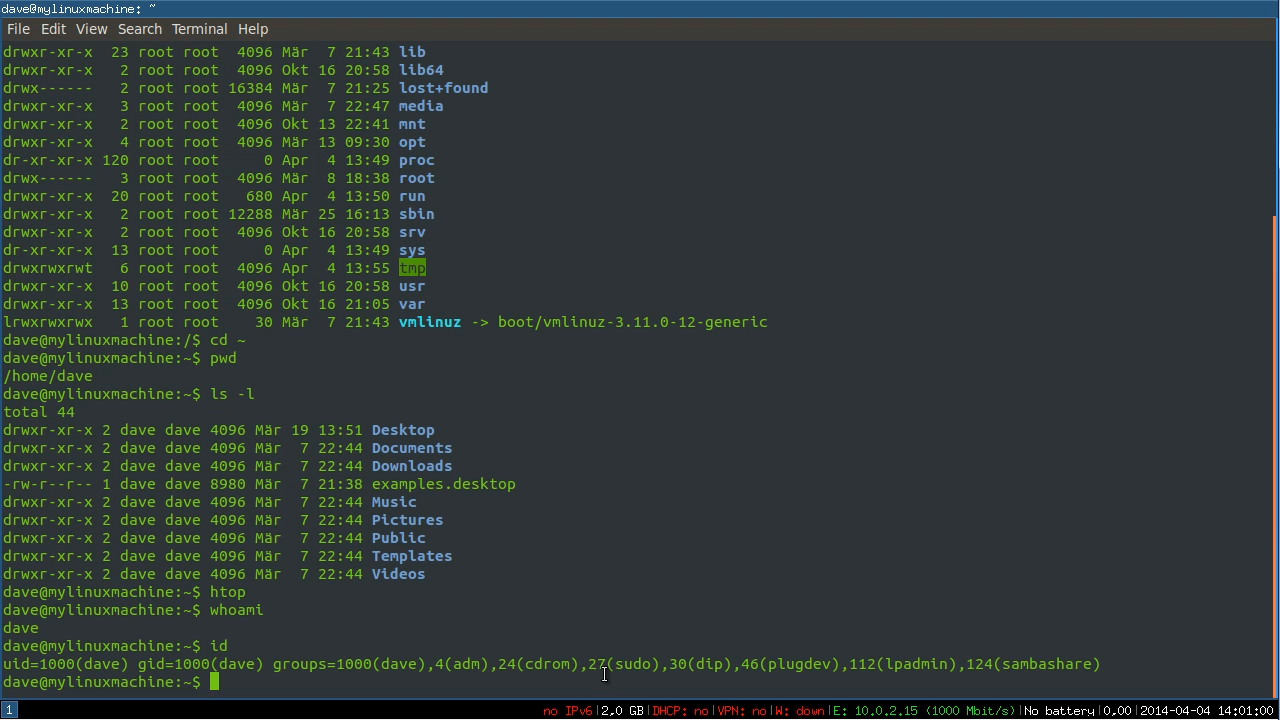 dave@mylinuxmachine: ~
File Edit View Search Terminal Help
drwxr-xr-x  23 root root  4096 Mär  7 21:43 lib
drwxr-xr-x   2 root root  4096 Okt 16 20:58 lib64
drwx------   2 root root 16384 Mär  7 21:25 lost+found
drwxr-xr-x   3 root root  4096 Mär  7 22:47 media
drwxr-xr-x   2 root root  4096 Okt 13 22:41 mnt
drwxr-xr-x   4 root root  4096 Mär 13 09:30 opt
dr-xr-xr-x 120 root root     0 Apr  4 13:49 proc
drwx------   3 root root  4096 Mär  8 18:38 root
drwxr-xr-x  20 root root   680 Apr  4 13:50 run
drwxr-xr-x   2 root root 12288 Mär 25 16:13 sbin
drwxr-xr-x   2 root root  4096 Okt 16 20:58 srv
dr-xr-xr-x  13 root root     0 Apr  4 13:49 sys
drwxrwxrwt   6 root root  4096 Apr  4 13:55 tmp
drwxr-xr-x  10 root root  4096 Okt 16 20:58 usr
drwxr-xr-x  13 root root  4096 Okt 16 21:05 var
lrwxrwxrwx   1 root root    30 Mär  7 21:43 vmlinuz -> boot/vmlinuz-3.11.0-12-generic
dave@mylinuxmachine:/$ cd ~
dave@mylinuxmachine:~$ pwd
/home/dave
dave@mylinuxmachine:~$ ls -l
total 44
drwxr-xr-x 2 dave dave 4096 Mär 19 13:51 Desktop
drwxr-xr-x 2 dave dave 4096 Mär  7 22:44 Documents
drwxr-xr-x 2 dave dave 4096 Mär  7 22:44 Downloads
-rw-r--r-- 1 dave dave 8980 Mär  7 21:38 examples.desktop
drwxr-xr-x 2 dave dave 4096 Mär  7 22:44 Music
drwxr-xr-x 2 dave dave 4096 Mär  7 22:44 Pictures
drwxr-xr-x 2 dave dave 4096 Mär  7 22:44 Public
drwxr-xr-x 2 dave dave 4096 Mär  7 22:44 Templates
drwxr-xr-x 2 dave dave 4096 Mär  7 22:44 Videos
dave@mylinuxmachine:~$ htop
dave@mylinuxmachine:~$ whoami
dave
dave@mylinuxmachine:~$ id
uid=1000(dave) gid=1000(dave) groups=1000(dave),4(adm),24(cdrom),27(sudo),30(dip),46(plugdev),112(lpadmin),124(sambashare)
dave@mylinuxmachine:~$
1 no IPv6|2,0 GB|DHCP: no|VPN: no|W: down|E: 10.0.2.15 (1000 Mbit/s)|No battery|0,00|2014-04-04 14:01:00